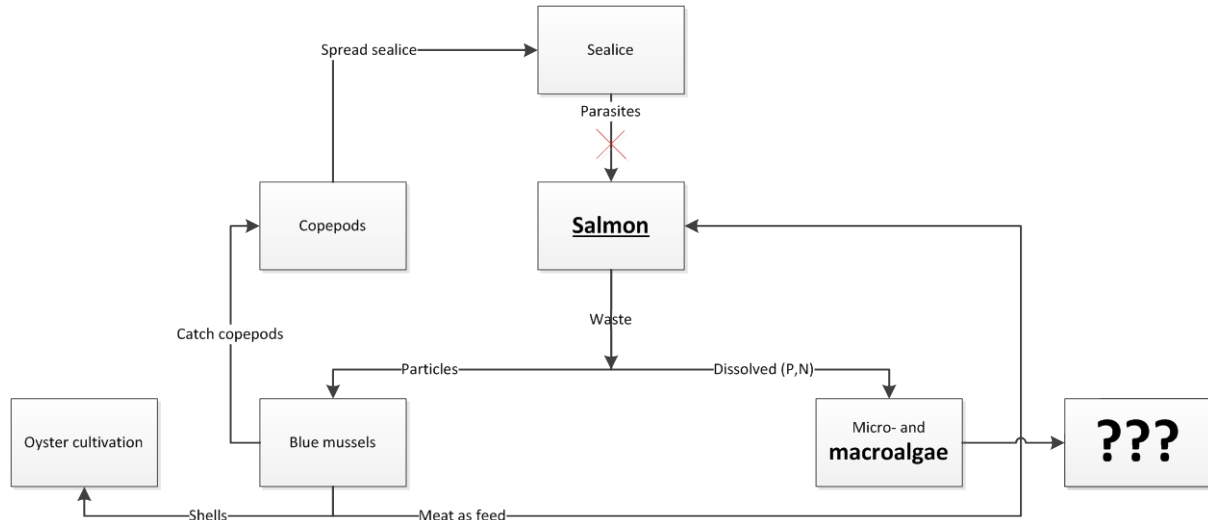 Spread sealice
Sealice
Parasites
Copepods
Salmon
Catch copepods
Waste
Particles
Dissolved (P,N)
Oyster cultivation
Blue mussels
Micro- and
macroalgae
???
Shells
Meat as feed